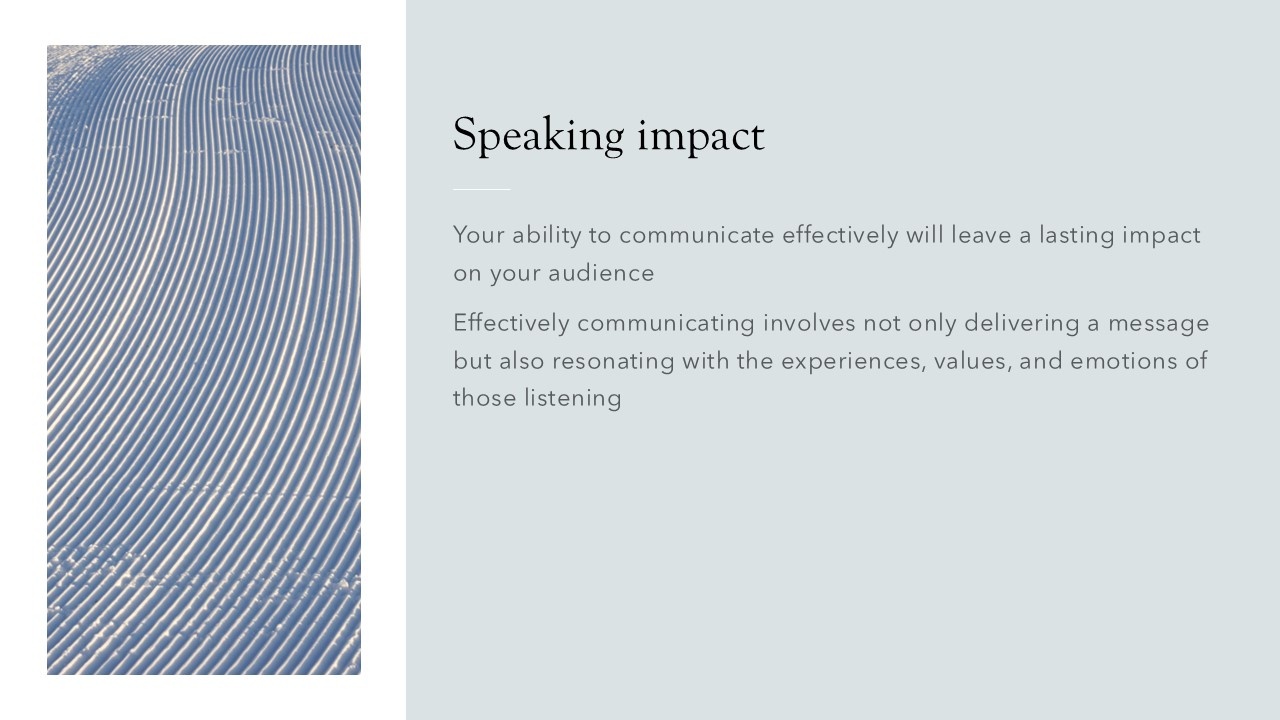 Speaking impact
Your ability to communicate effectively will leave a lasting impact
on your audience
Effectively communicating involves not only delivering a message
but also resonating with the experiences, values, and emotions of
those listening